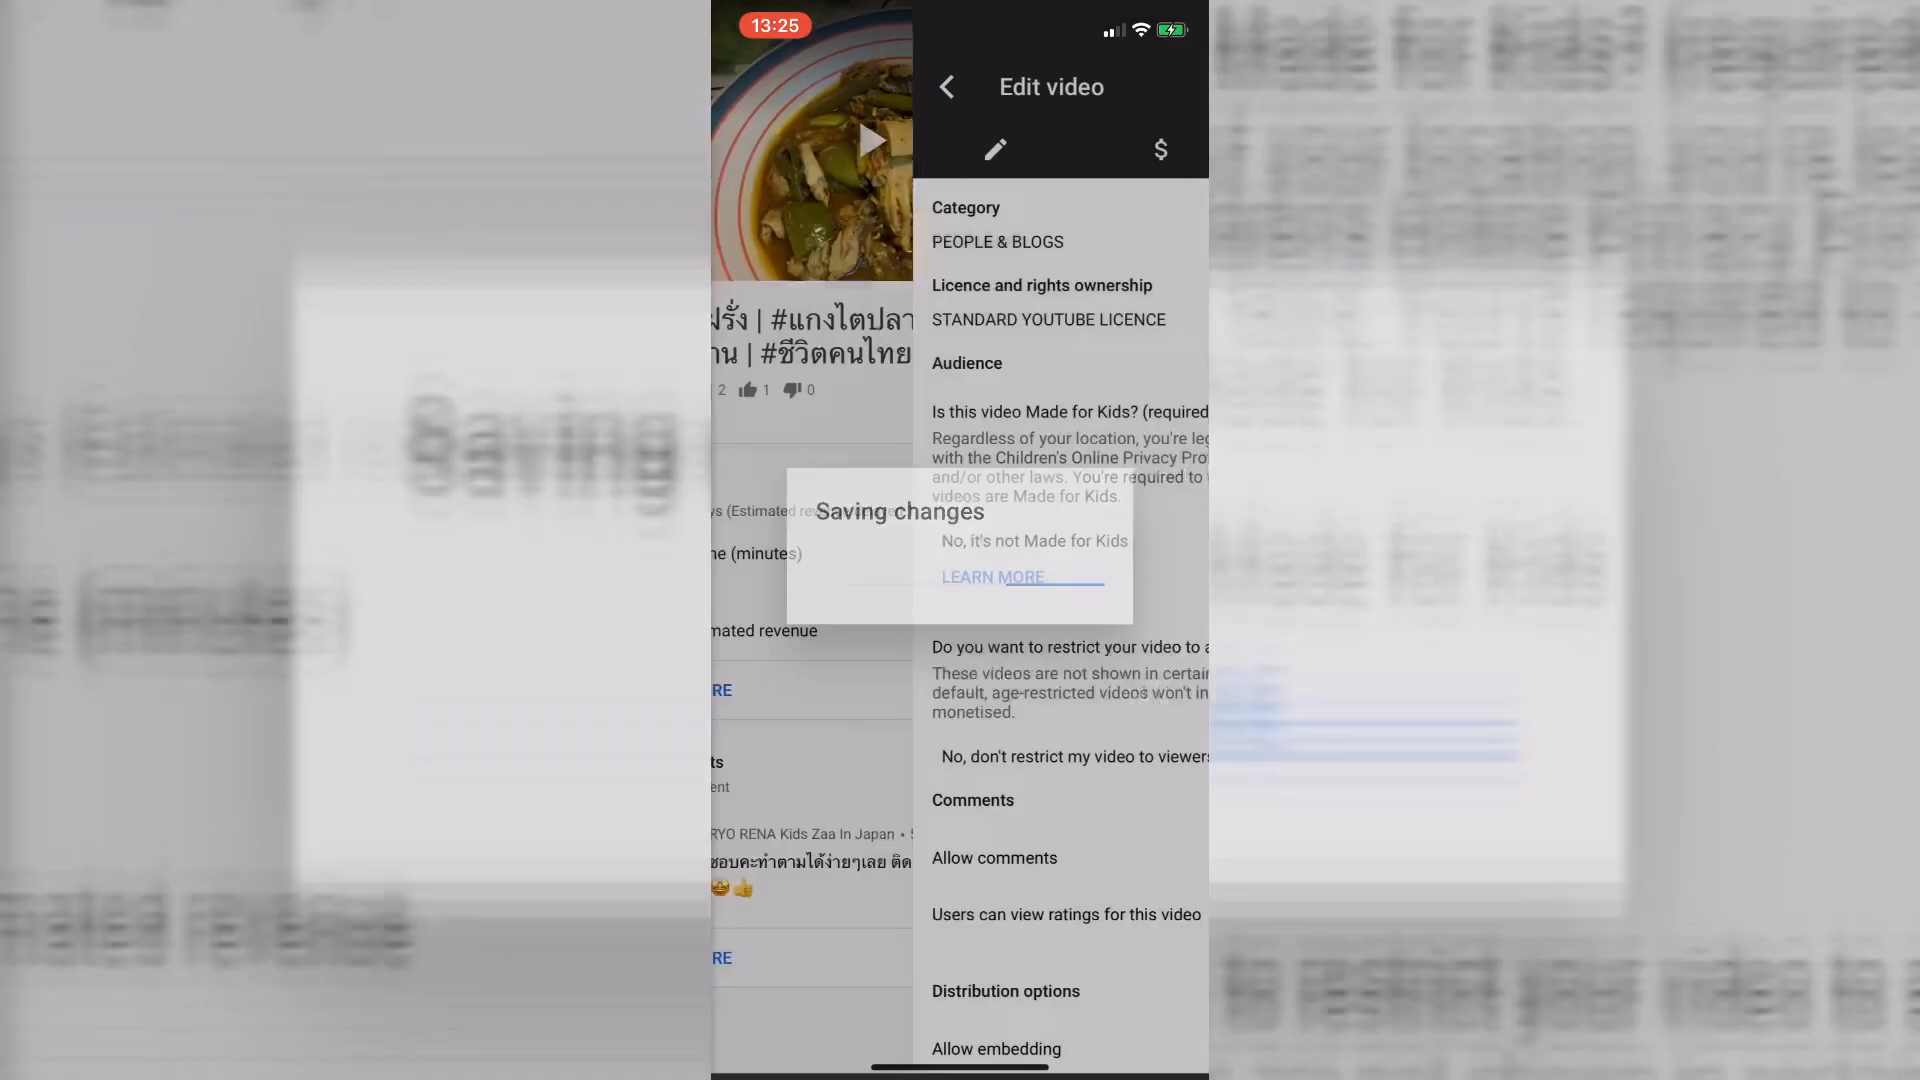 13:25
Edit video
$
Category
PEOPLE & BLOGS
Licence and rights ownership
STANDARD YOUTUBE LICENCE
Audience
Is this video Made for Kids? (required
Regardless of your location, you're leg
with the Children's Online Privacy Pro
and/or other laws. You're required to
videos are Made for Kids.
No, it's not Made for Kids
LEARN MORE
Do you want to restrict your video to a
These videos are not shown in certain
default, age-restricted videos won't in
monetised.
No, don't restrict my video to viewers
Comments
Allow comments
Users can view ratings for this video
Distribution options
Allow embedding
Saving changes
ฝรั่ง | #แกงไตปลา
าน | #ชีวิตคนไทย
2 1 0
ys (Estimated
ne (minutes)
mated revenue
RE
ts
ent
RYO RENA Kids Zaa In Japan • 5
ชอบคะทำตามได้ง่ายๆเลย ติด
🤩👍
RE
Saving